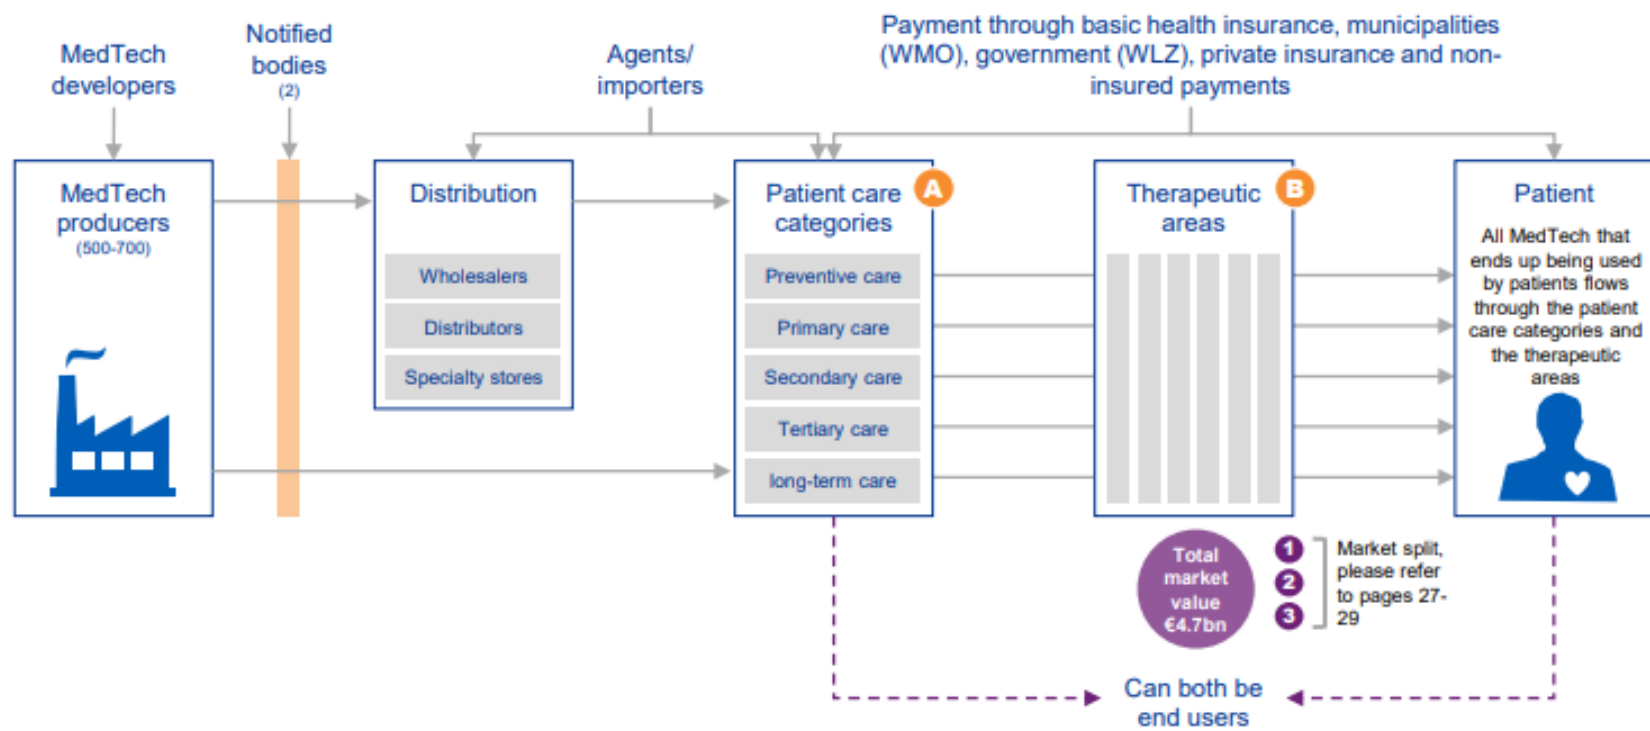 MedTech
developers
Notified
bodies
(2)
Agents/
importers
Payment through basic health insurance, municipalities
(WMO), government (WLZ), private insurance and non-
insured payments
MedTech
producers
(500-700)
Distribution
Wholesalers
Distributors
Specialty stores
Patient care
categories
A
Preventive care
Primary care
Secondary care
Tertiary care
long-term care
Therapeutic
areas
B
Patient
All MedTech that
ends up being used
by patients flows
through the patient
care categories and
the therapeutic
areas
Total
market
value
€4.7bn
1
2
3
Market split,
please refer
to pages 27-
29
Can both be
end users